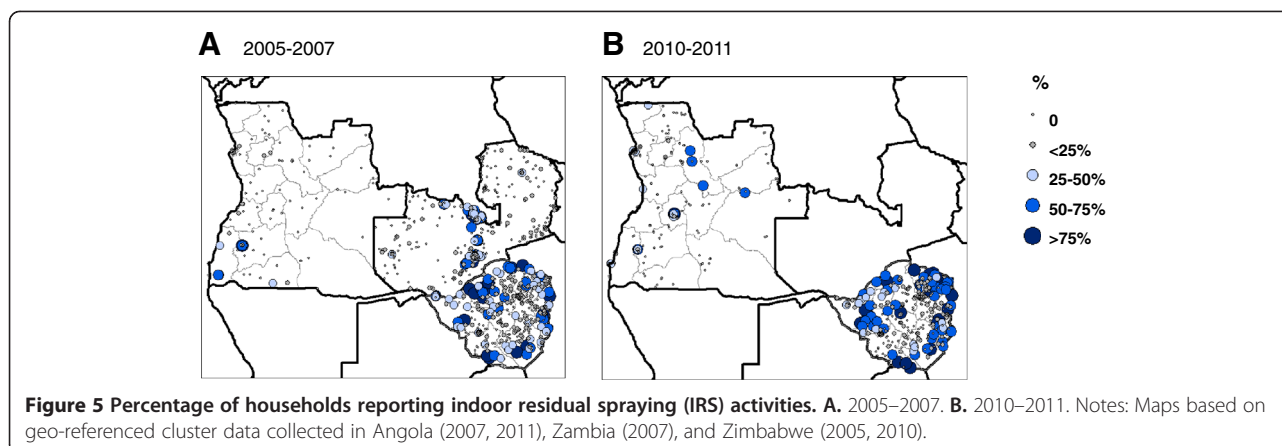 A 2005-2007
B 2010-2011
%
0
<25%
25-50%
50-75%
>75%
Figure 5 Percentage of households reporting indoor residual spraying (IRS) activities. A. 2005–2007. B. 2010–2011. Notes: Maps based on
geo-referenced cluster data collected in Angola (2007, 2011), Zambia (2007), and Zimbabwe (2005, 2010).